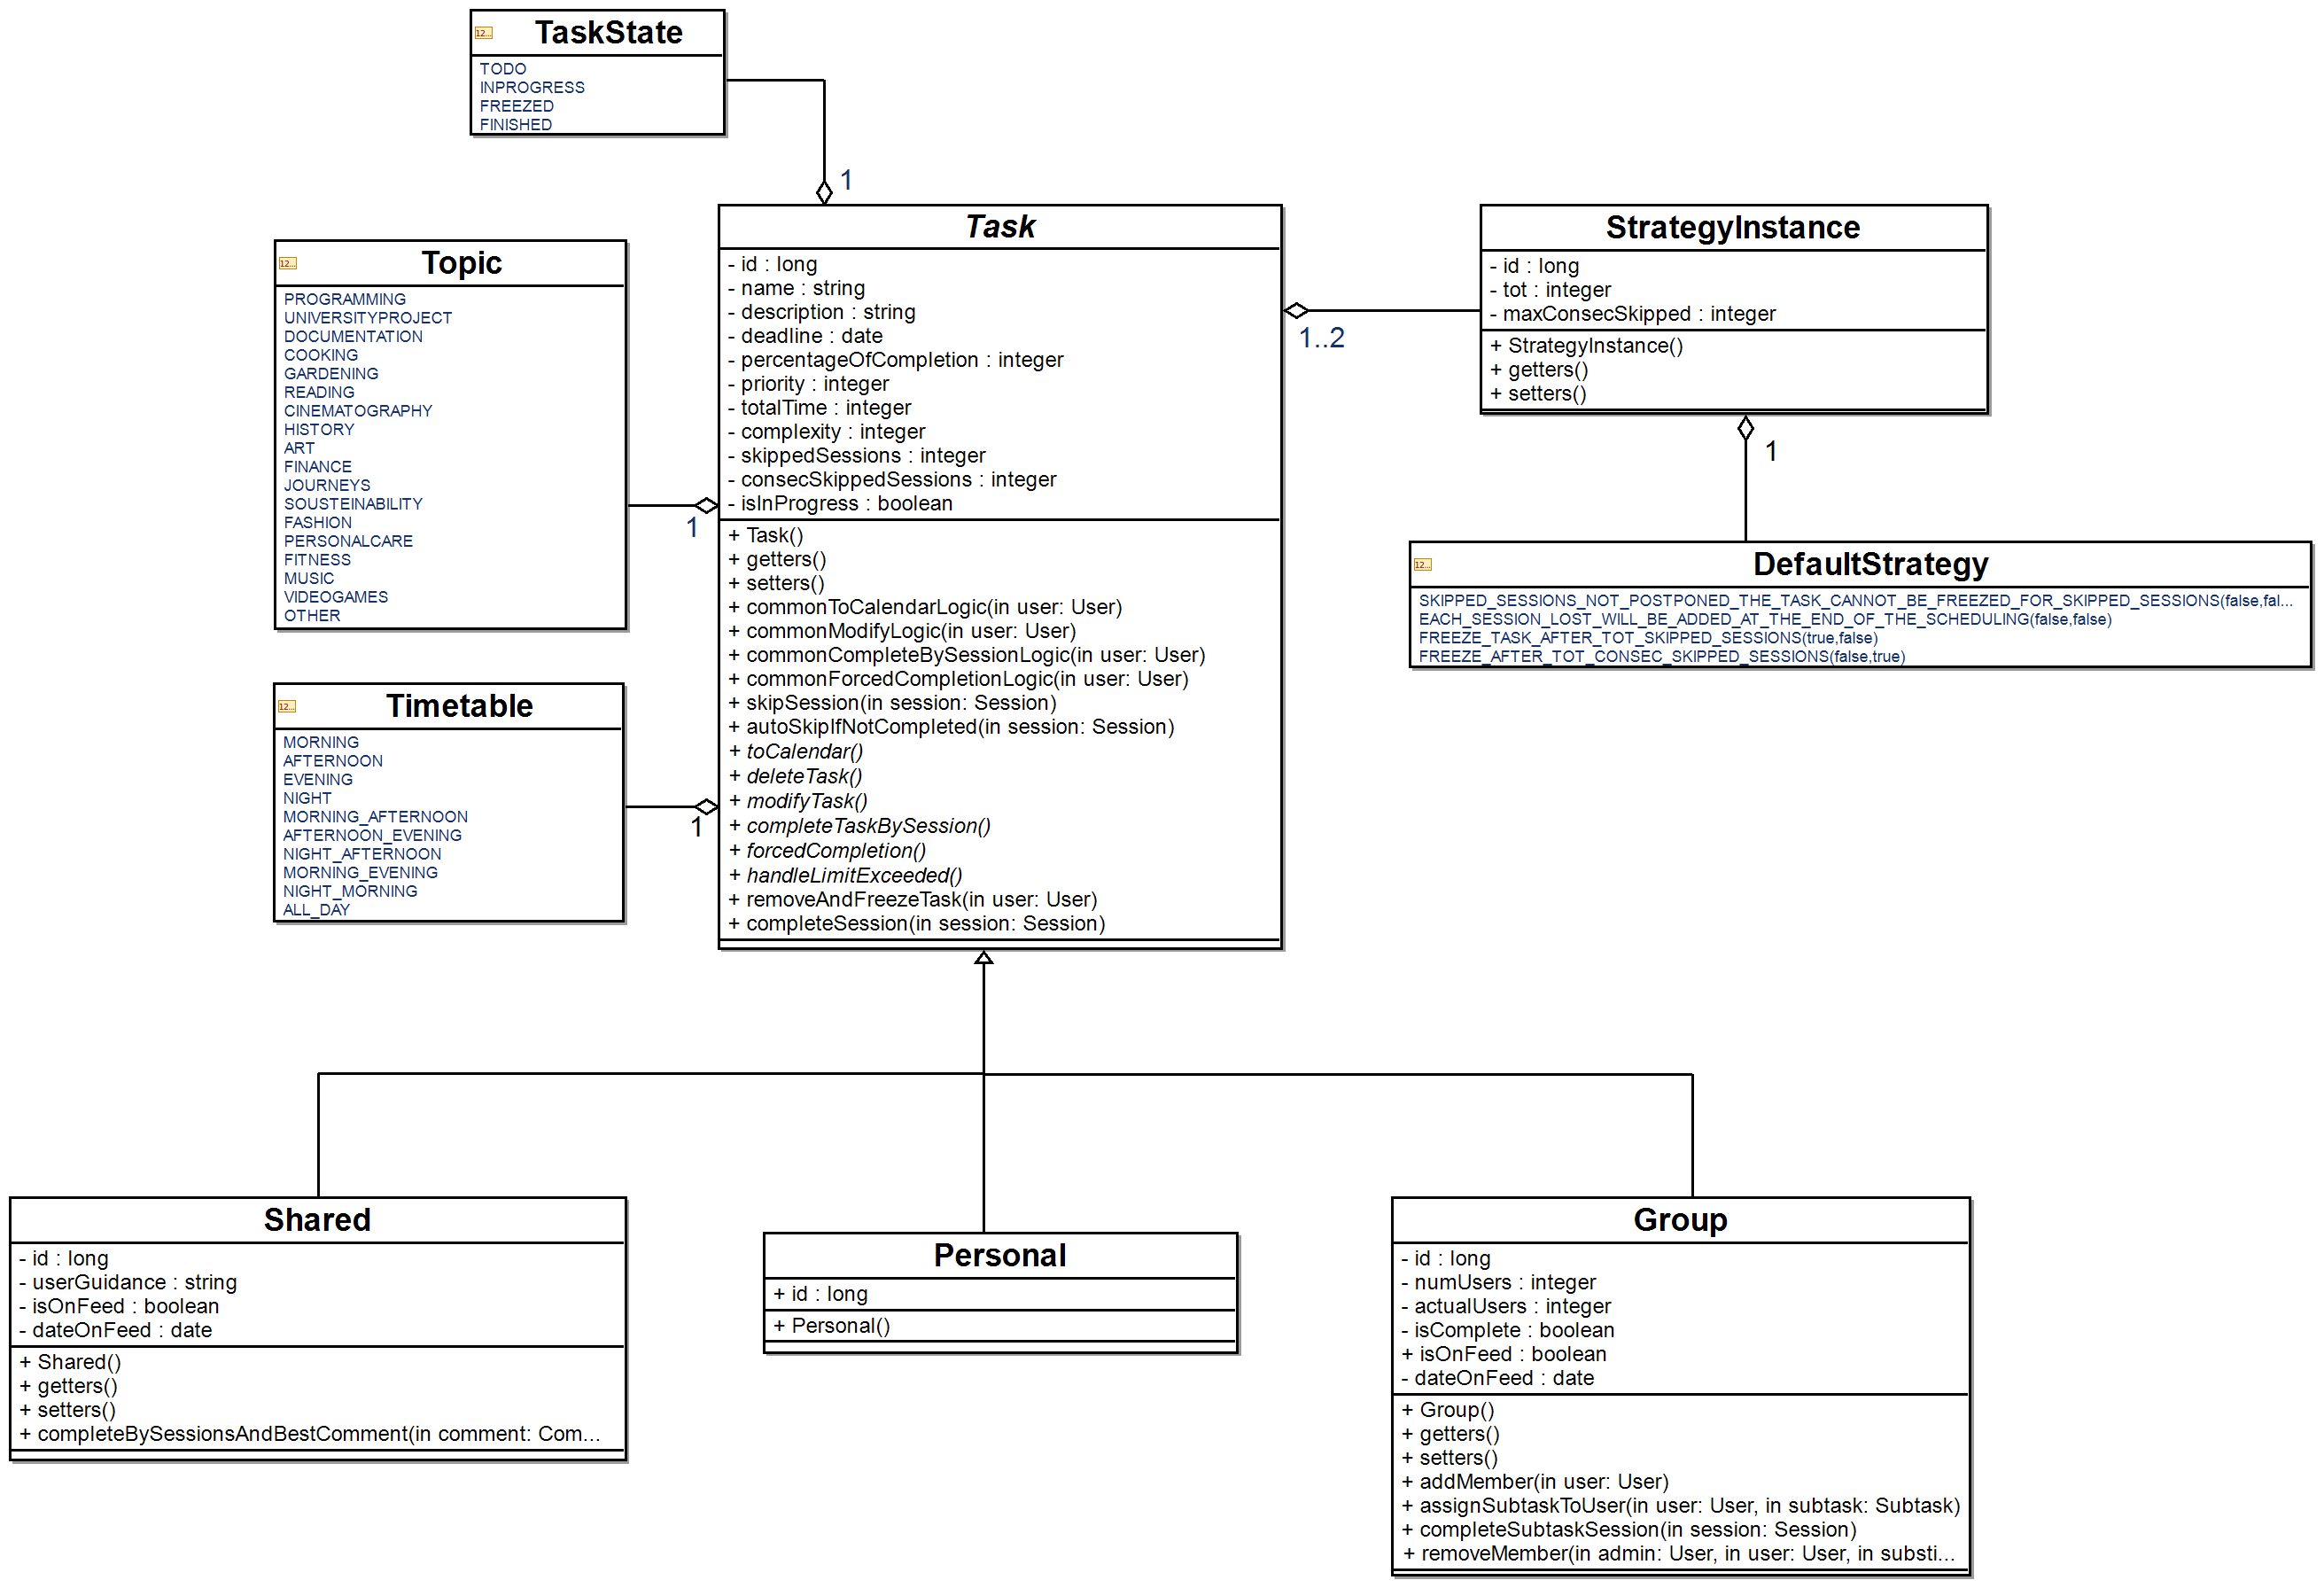 TaskState
TODO
INPROGRESS
FREEZED
FINISHED
1
Topic
PROGRAMMING
UNIVERSITYPROJECT
DOCUMENTATION
COOKING
GARDENING
READING
CINEMATOGRAPHY
HISTORY
ART
FINANCE
JOURNEYS
SOUSTEINABILITY
FASHION
PERSONALCARE
FITNESS
MUSIC
VIDEOGAMES
OTHER
1
Timetable
MORNING
AFTERNOON
EVENING
NIGHT
MORNING_AFTERNOON
AFTERNOON_EVENING
NIGHT_AFTERNOON
MORNING_EVENING
NIGHT_MORNING
ALL_DAY
1
Task
- id : long
- name : string
- description : string
- deadline : date
- percentageOfCompletion : integer
- priority : integer
- totalTime : integer
- complexity : integer
- skippedSessions : integer
- consecSkippedSessions : integer
- isInProgress : boolean
+ Task()
+ getters()
+ setters()
+ commonToCalendarLogic(in user: User)
+ commonModifyLogic(in user: User)
+ commonCompleteBySessionLogic(in user: User)
+ commonForcedCompletionLogic(in user: User)
+ skipSession(in session: Session)
+ autoSkipIfNotCompleted(in session: Session)
+ toCalendar()
+ deleteTask()
+ modifyTask()
+ completeTaskBySession()
+ forcedCompletion()
+ handleLimitExceeded()
+ removeAndFreezeTask(in user: User)
+ completeSession(in session: Session)
1..2
StrategyInstance
- id : long
- tot : integer
- maxConsecSkipped : integer
+ StrategyInstance()
+ getters()
+ setters()
1
DefaultStrategy
SKIPPED_SESSIONS_NOT_POSTPONED_THE_TASK_CANNOT_BE_FREEZED_FOR_SKIPPED_SESSIONS(false,fal...
EACH_SESSION_LOST_WILL_BE_ADDED_AT_THE_END_OF_THE_SCHEDULING(false,false)
FREEZE_TASK_AFTER_TOT_SKIPPED_SESSIONS(true,false)
FREEZE_AFTER_TOT_CONSEC_SKIPPED_SESSIONS(false,true)
Shared
- id : long
- userGuidance : string
- isOnFeed : boolean
- dateOnFeed : date
+ Shared()
+ getters()
+ setters()
+ completeBySessionsAndBestComment(in comment: Com...
Personal
+ id : long
+ Personal()
Group
- id : long
- numUsers : integer
- actualUsers : integer
- isComplete : boolean
+ isOnFeed : boolean
- dateOnFeed : date
+ Group()
+ getters()
+ setters()
+ addMember(in user: User)
+ assignSubtaskToUser(in user: User, in subtask: Subtask)
+ completeSubtaskSession(in session: Session)
+ removeMember(in admin: User, in user: User, in substi...